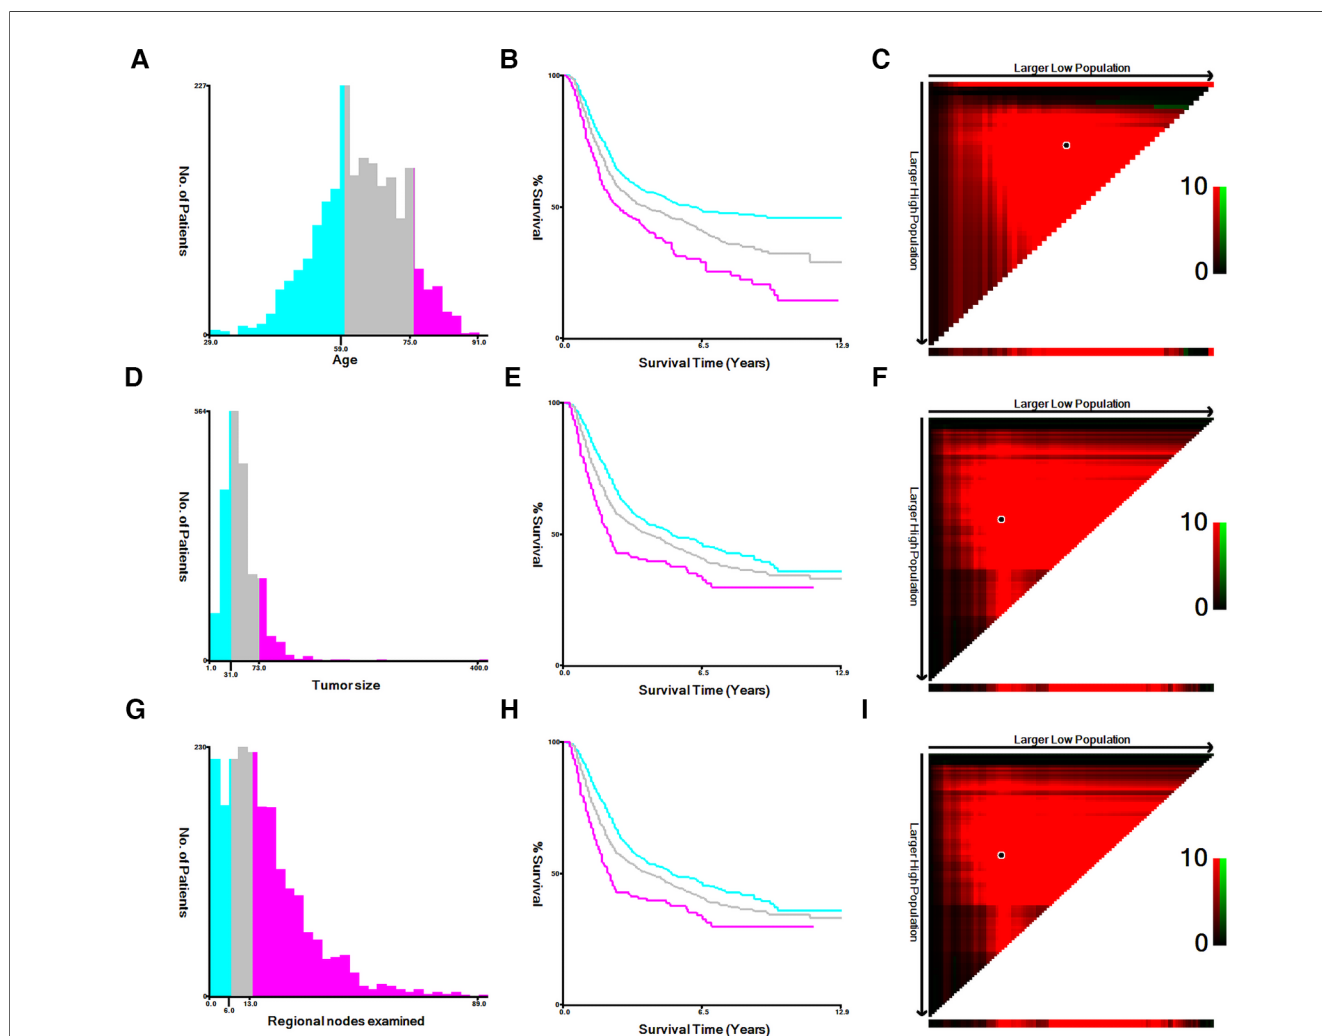 A
B
C
227
No. of Patients
0
29.0
59.0
75.0
91.0
Age
100
50
0
% Survival
0.0
6.5
12.9
Survival Time (Years)
Larger Low Population
Larger High Population
10
0
D
E
F
564
No. of Patients
0
1.0
31.0
73.0
400.0
Tumor size
100
50
0
% Survival
0.0
6.5
12.9
Survival Time (Years)
Larger Low Population
Larger High Population
10
0
G
H
I
230
No. of Patients
0
0.0
6.0
13.0
89.0
Regional nodes examined
100
50
0
% Survival
0.0
6.5
12.9
Survival Time (Years)
Larger Low Population
Larger High Population
10
0